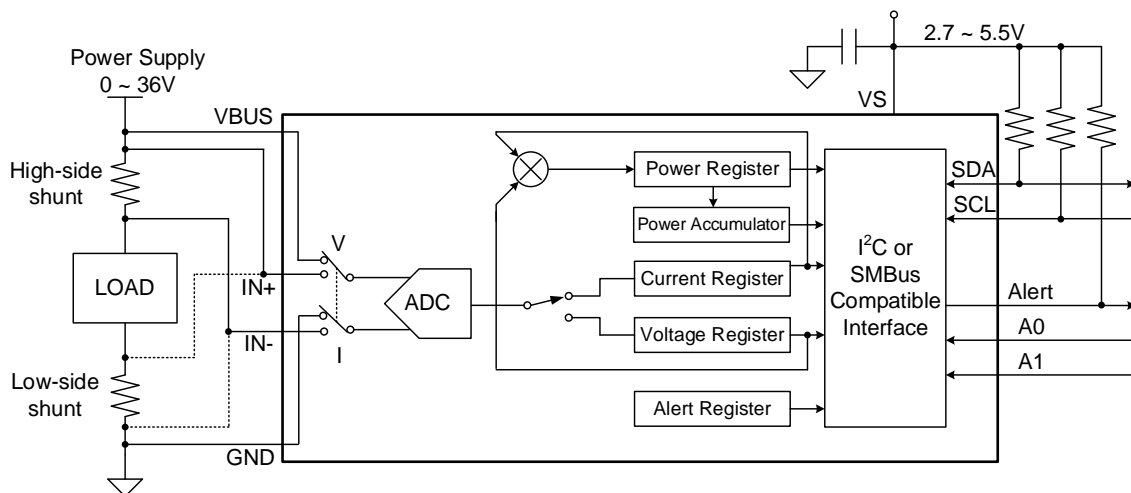 Power Supply
0 ~ 36V
2.7 ~ 5.5V
VS
VBUS
High-side
shunt
Power Register
SDA
Power Accumulator
SCL
V
I²C or
SMBus
Compatible
Interface
LOAD
IN+
ADC
Current Register
Alert
IN-
I
Voltage Register
A0
A1
Low-side
shunt
Alert Register
GND